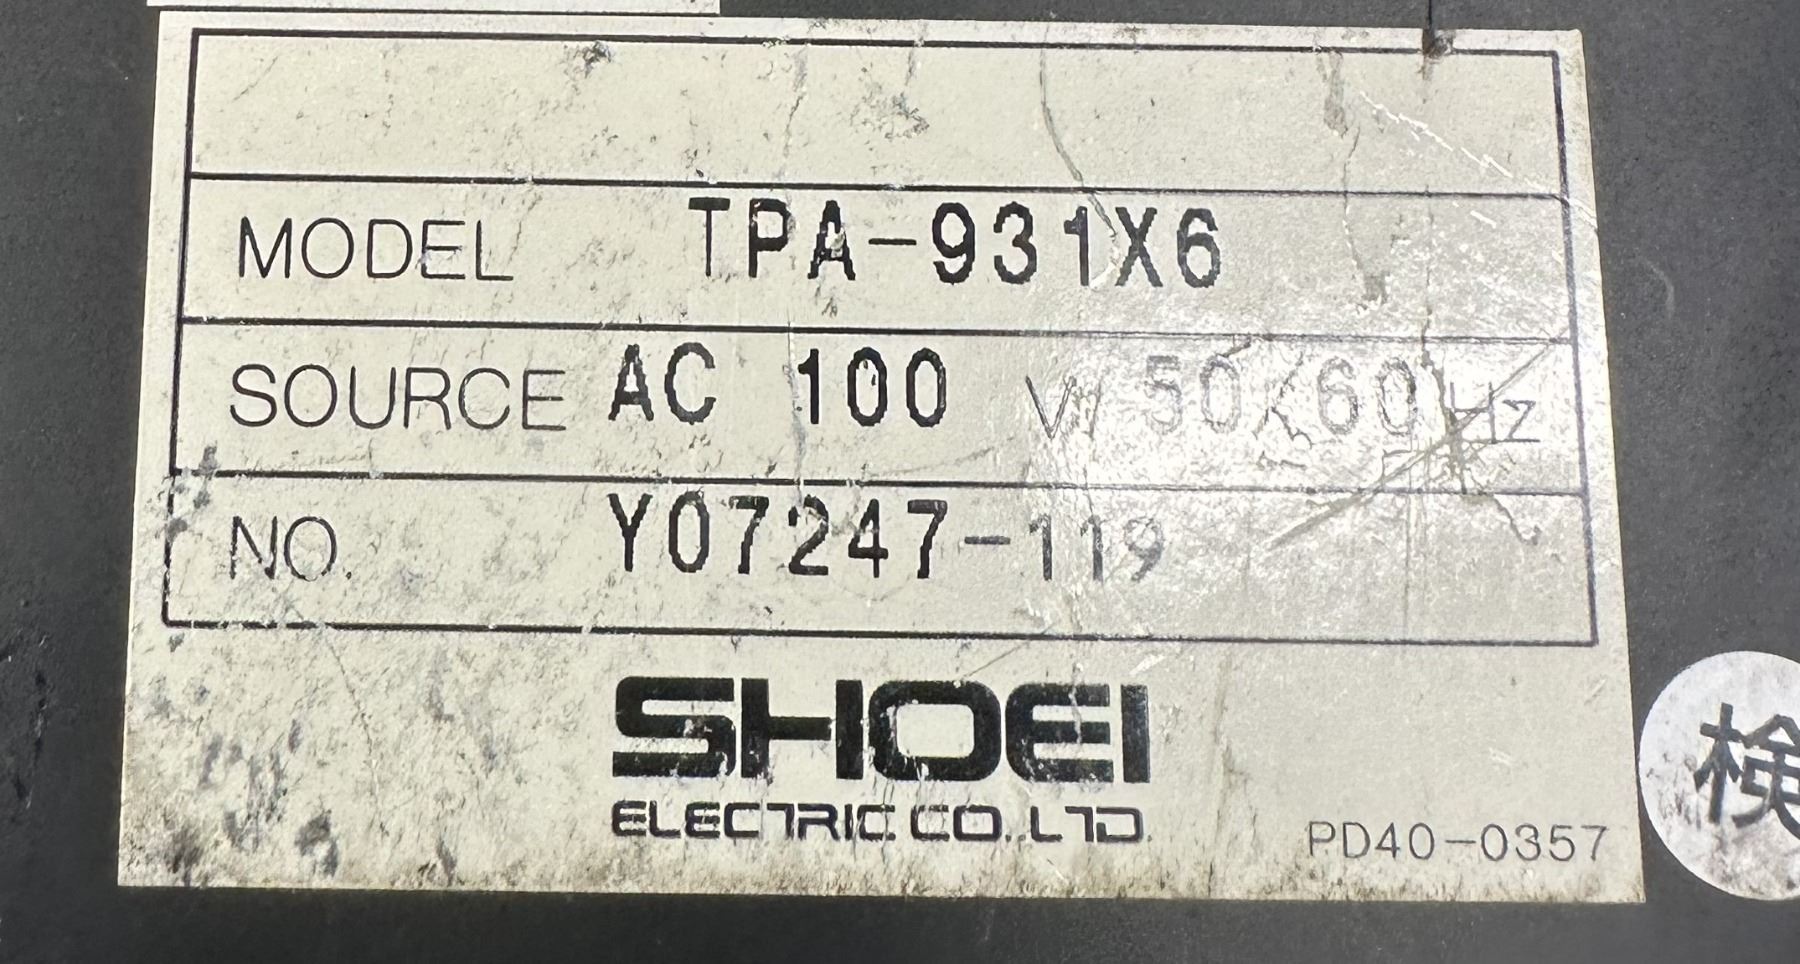 MODEL TPA-931X6
SOURCE AC 100 V 50/60 Hz
NO. Y07247-119
SHOEI
ELECTRIC CO., LTD.
PD40-0357
検